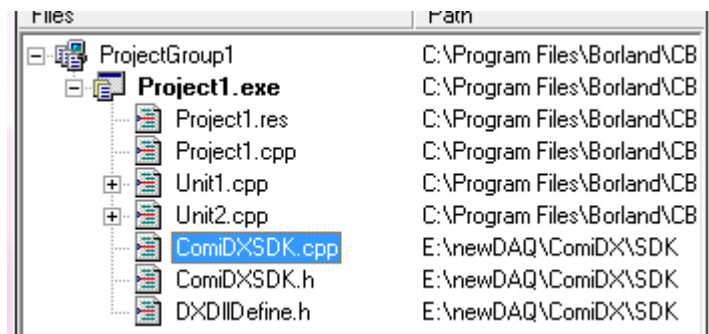 Files Path
ProjectGroup1 C:\Program Files\Borland\CB
Project1.exe C:\Program Files\Borland\CB
Project1.res C:\Program Files\Borland\CB
Project1.cpp C:\Program Files\Borland\CB
Unit1.cpp C:\Program Files\Borland\CB
Unit2.cpp C:\Program Files\Borland\CB
ComiDXSDK.cpp E:\newDAQ\ComiDX\SDK
ComiDXSDK.h E:\newDAQ\ComiDX\SDK
DXDllDefine.h E:\newDAQ\ComiDX\SDK